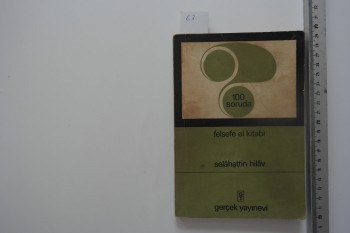 100
soruda
felsefe el kitabı
selâhattin hilâv
gerçek yayınevi